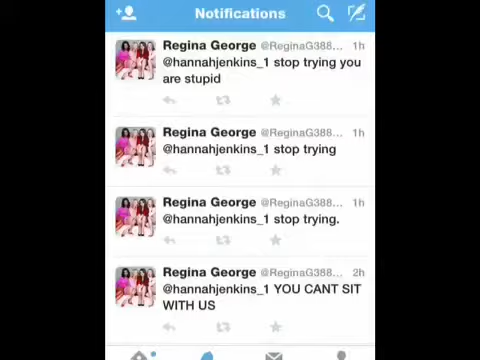 Notifications
Regina George @ReginaG388... 1h
@hannahjenkins_1 stop trying you
are stupid
Regina George @ReginaG388... 1h
@hannahjenkins_1 stop trying
Regina George @ReginaG388... 1h
@hannahjenkins_1 stop trying.
Regina George @ReginaG388... 2h
@hannahjenkins_1 YOU CANT SIT
WITH US